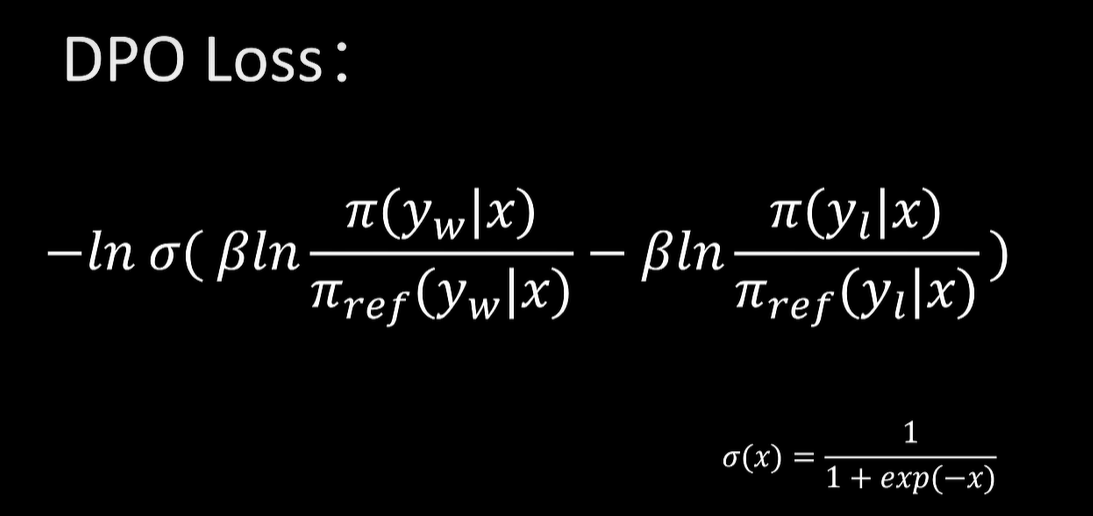 DPO Loss：
−ln σ( βln π(y_w|x) / π_ref(y_w|x) − βln π(y_l|x) / π_ref(y_l|x) )
σ(x) = 1 / (1 + exp(−x))